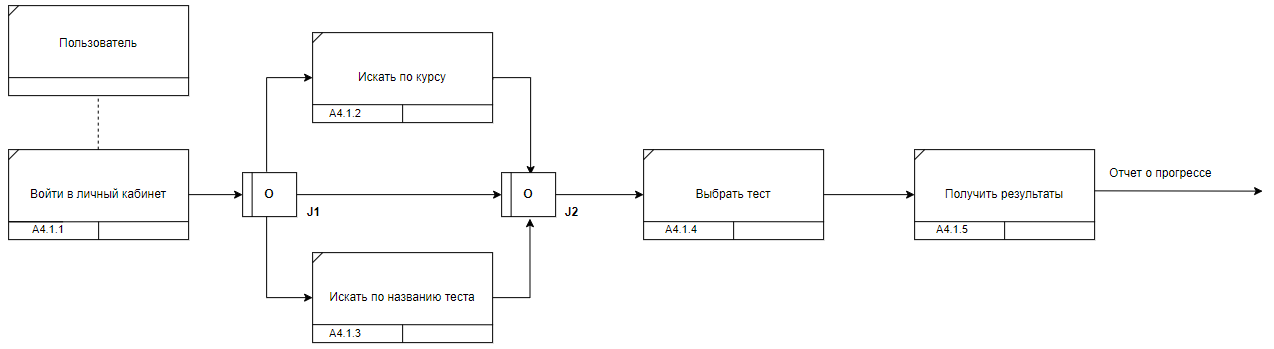 Пользователь
Войти в личный кабинет
A4.1.1
O
J1
Искать по курсу
A4.1.2
Искать по названию теста
A4.1.3
O
J2
Выбрать тест
A4.1.4
Получить результаты
A4.1.5
Отчет о прогрессе